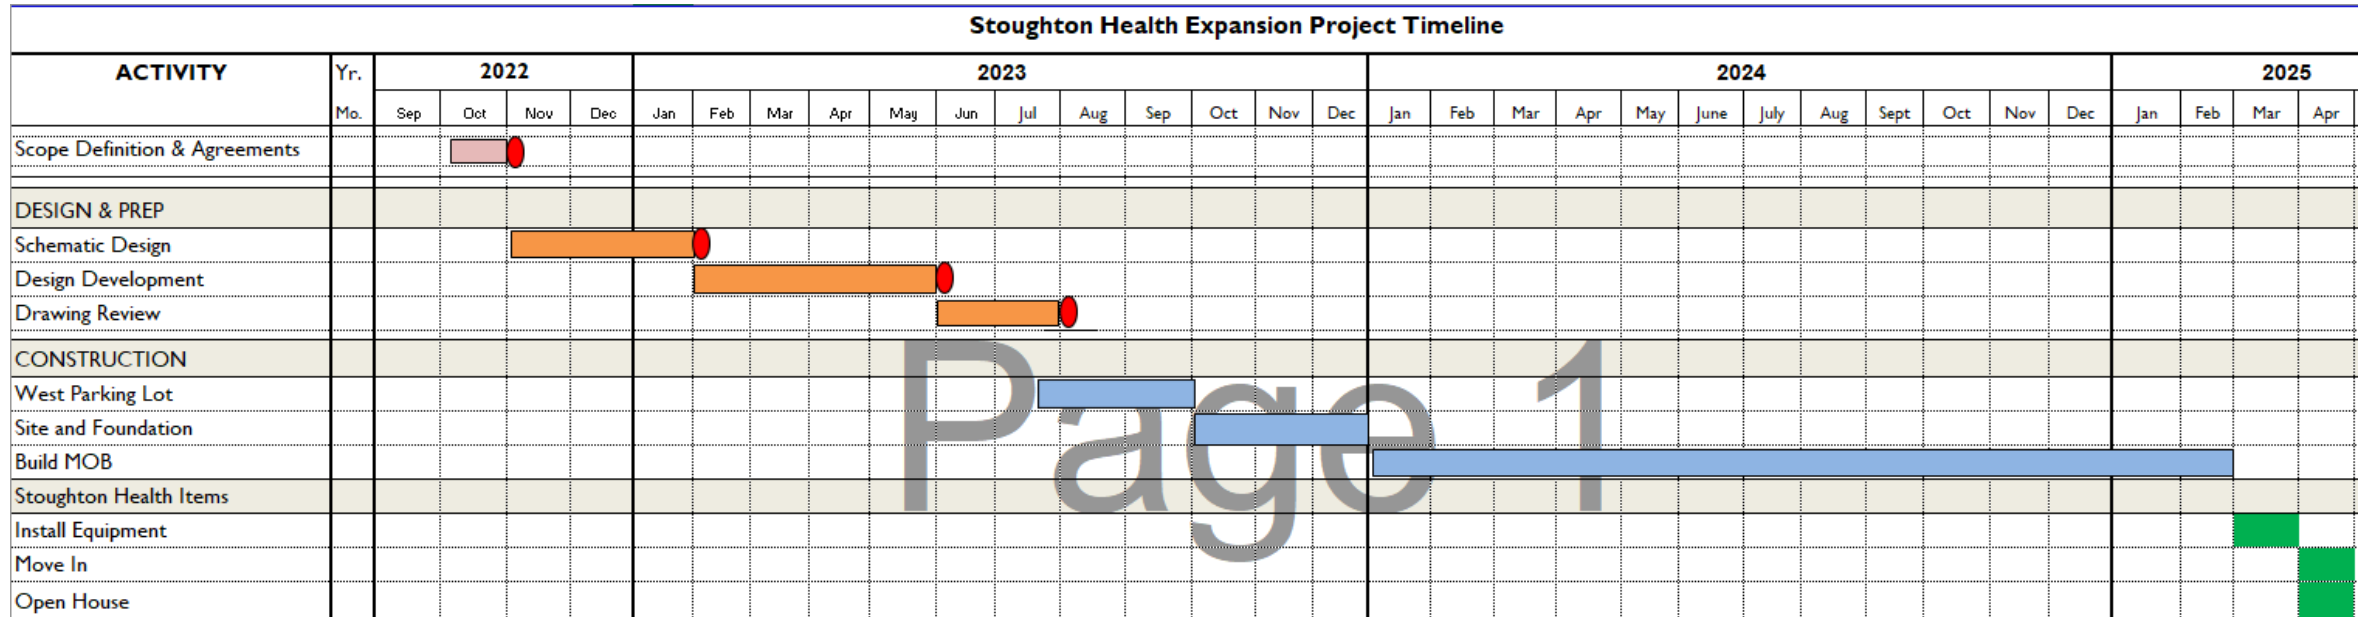 Stoughton Health Expansion Project Timeline
ACTIVITY Yr. 2022 2023 2024 2025
Mo. Sep Oct Nov Dec Jan Feb Mar Apr May Jun Jul Aug Sep Oct Nov Dec Jan Feb Mar Apr May June July Aug Sept Oct Nov Dec Jan Feb Mar Apr
Scope Definition & Agreements
DESIGN & PREP
Schematic Design
Design Development
Drawing Review
CONSTRUCTION
West Parking Lot
Site and Foundation
Build MOB
Stoughton Health Items
Install Equipment
Move In
Open House
Page 1